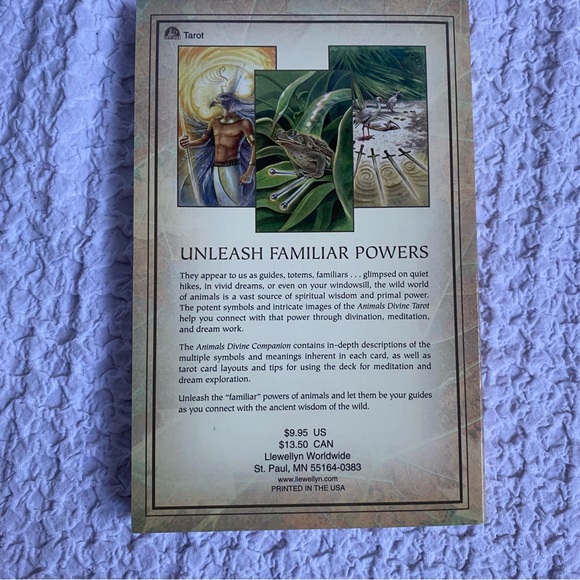 Tarot
UNLEASH FAMILIAR POWERS
They appear to us as guides, totems, familiars . . . glimpsed on quiet
hikes, in vivid dreams, or even on your windowsill, the wild world
of animals is a vast source of spiritual wisdom and primal power.
The potent symbols and intricate images of the Animals Divine Tarot
help you connect with that power through divination, meditation,
and dream work.
The Animals Divine Companion contains in-depth descriptions of the
multiple symbols and meanings inherent in each card, as well as
tarot card layouts and tips for using the deck for meditation and
dream exploration.
Unleash the "familiar" powers of animals and let them be your guides
as you connect with the ancient wisdom of the wild.
$9.95 US
$13.50 CAN
Llewellyn Worldwide
St. Paul, MN 55164-0383
www.llewellyn.com
PRINTED IN THE USA